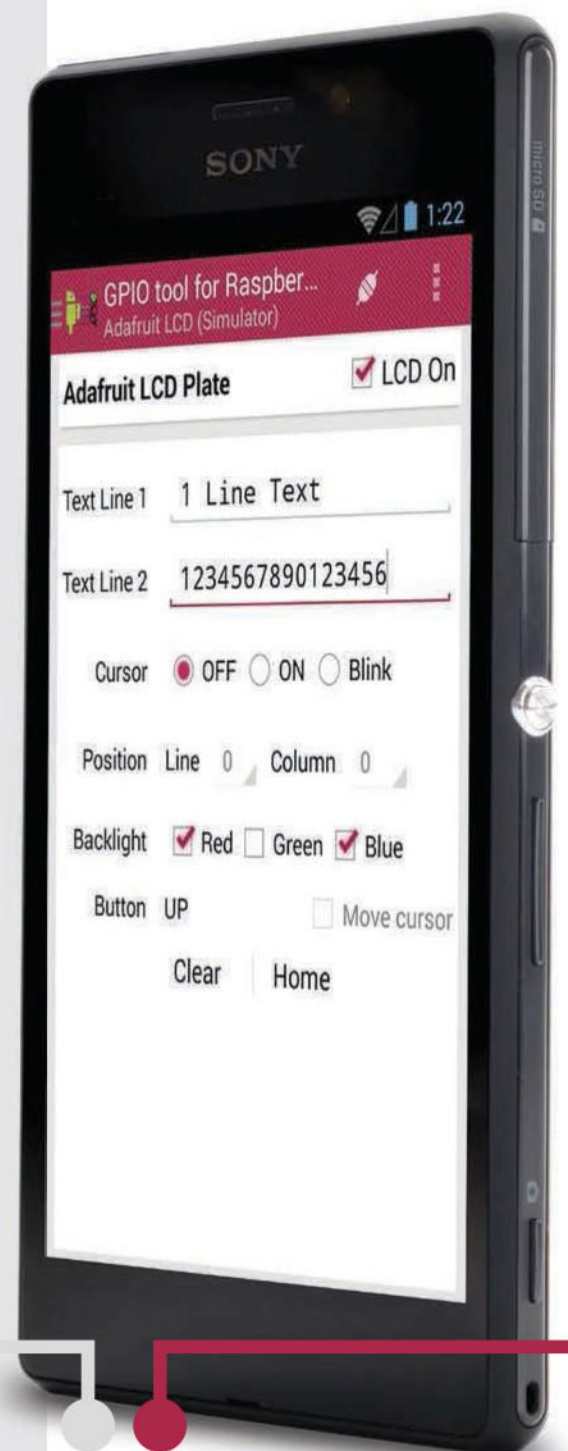 SONY
micro SD
1:22
GPIO tool for Raspber...
Adafruit LCD (Simulator)
Adafruit LCD Plate LCD On
Text Line 1 1 Line Text
Text Line 2 1234567890123456
Cursor OFF ON Blink
Position Line 0 Column 0
Backlight Red Green Blue
Button UP Move cursor
Clear Home